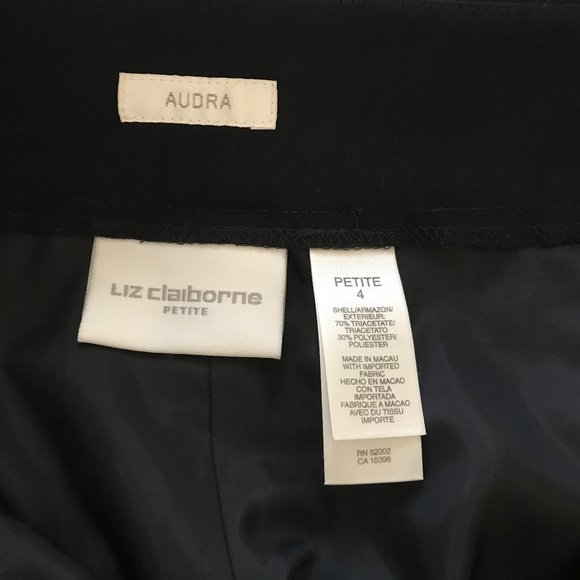 AUDRA
LIZ claiborne
PETITE
PETITE
4
SHELL/ARMAZON/
EXTERIEUR:
70% TRIACETATE/
TRIACETATO
30% POLYESTER/
POLIESTER
MADE IN MACAU
WITH IMPORTED
FABRIC
HECHO EN MACAO
CON TELA
IMPORTADA
FABRIQUE A MACAO
AVEC DU TISSU
IMPORTE
RN 52002
CA 16396